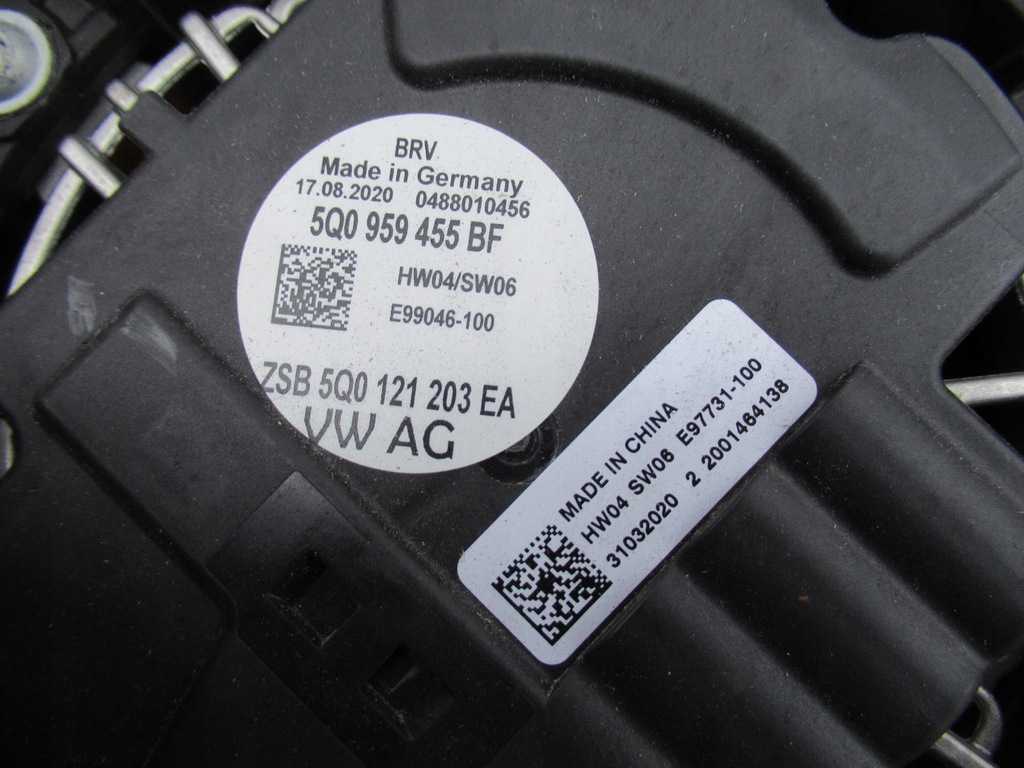 BRV
Made in Germany
17.08.2020 0488010456
5Q0 959 455 BF
HW04/SW06
E99046-100
ZSB 5Q0 121 203 EA
VW AG
MADE IN CHINA
HW04 SW06 E97731-100
31032020 2 2001464138